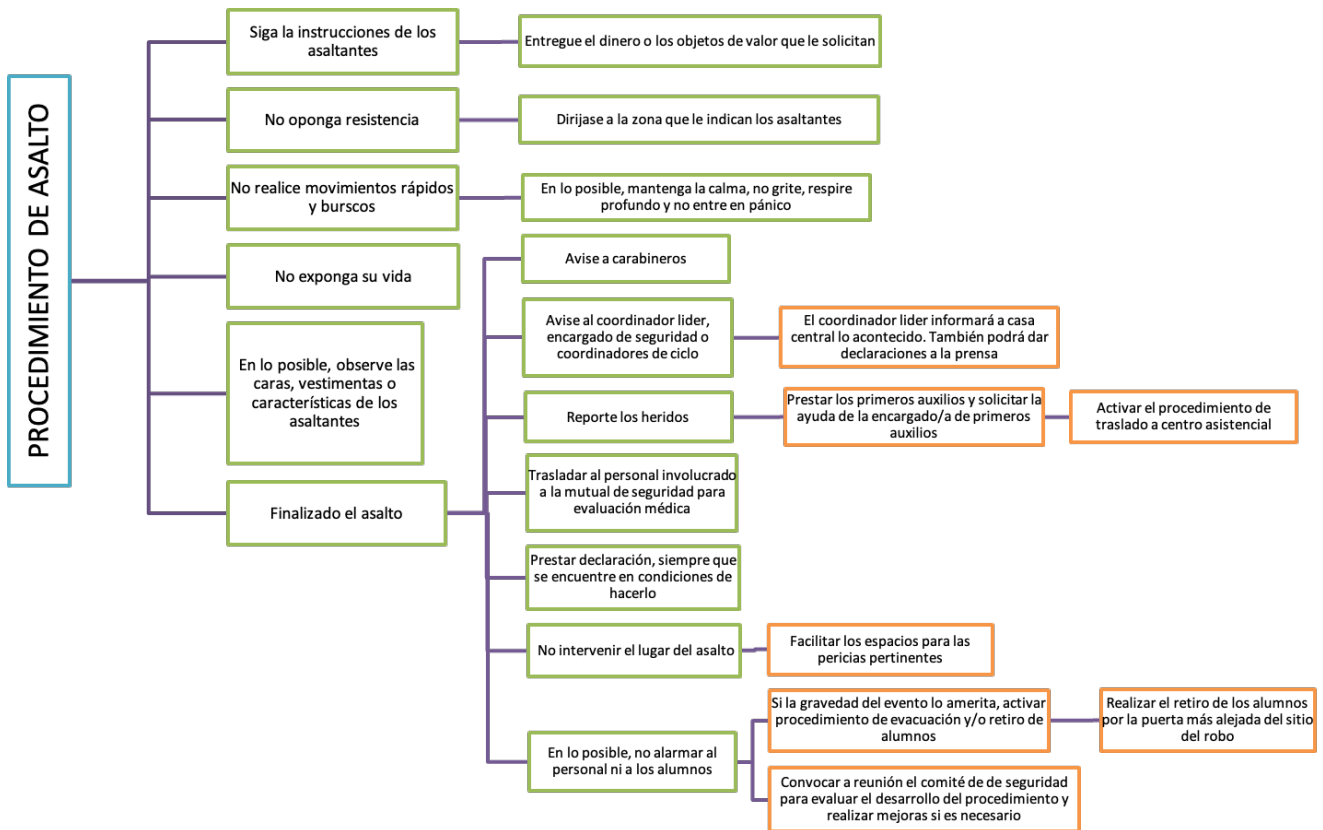 PROCEDIMIENTO DE ASALTO
Siga la instrucciones de los
asaltantes
Entregue el dinero o los objetos de valor que le solicitan
No oponga resistencia
Dirijase a la zona que le indican los asaltantes
No realice movimientos rápidos
y burscos
En lo posible, mantenga la calma, no grite, respire
profundo y no entre en pánico
No exponga su vida
En lo posible, observe las
caras, vestimentas o
características de los
asaltantes
Finalizado el asalto
Avise a carabineros
Avise al coordinador lider,
encargado de seguridad o
coordinadores de ciclo
El coordinador lider informará a casa
central lo acontecido. También podrá dar
declaraciones a la prensa
Reporte los heridos
Prestar los primeros auxilios y solicitar la
ayuda de la encargado/a de primeros
auxilios
Activar el procedimiento de
traslado a centro asistencial
Trasladar al personal involucrado
a la mutual de seguridad para
evaluación médica
Prestar declaración, siempre que
se encuentre en condiciones de
hacerlo
No intervenir el lugar del asalto
Facilitar los espacios para las
pericias pertinentes
En lo posible, no alarmar al
personal ni a los alumnos
Si la gravedad del evento lo amerita, activar
procedimiento de evacuación y/o retiro de
alumnos
Realizar el retiro de los alumnos
por la puerta más alejada del sitio
del robo
Convocar a reunión el comité de de seguridad
para evaluar el desarrollo del procedimiento y
realizar mejoras si es necesario